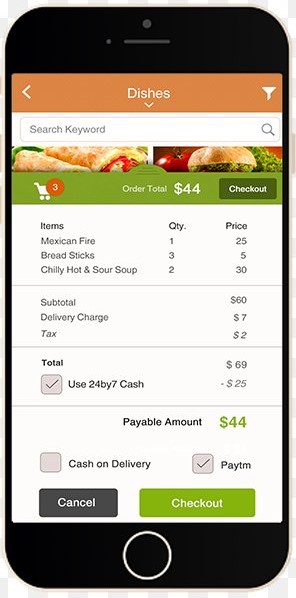 Dishes
Search Keyword
3 Order Total $44 Checkout
Items Qty. Price
Mexican Fire 1 25
Bread Sticks 3 5
Chilly Hot & Sour Soup 2 30
Subtotal $60
Delivery Charge $ 7
Tax $ 2
Total $ 69
Use 24by7 Cash - $ 25
Payable Amount $44
Cash on Delivery Paytm
Cancel Checkout